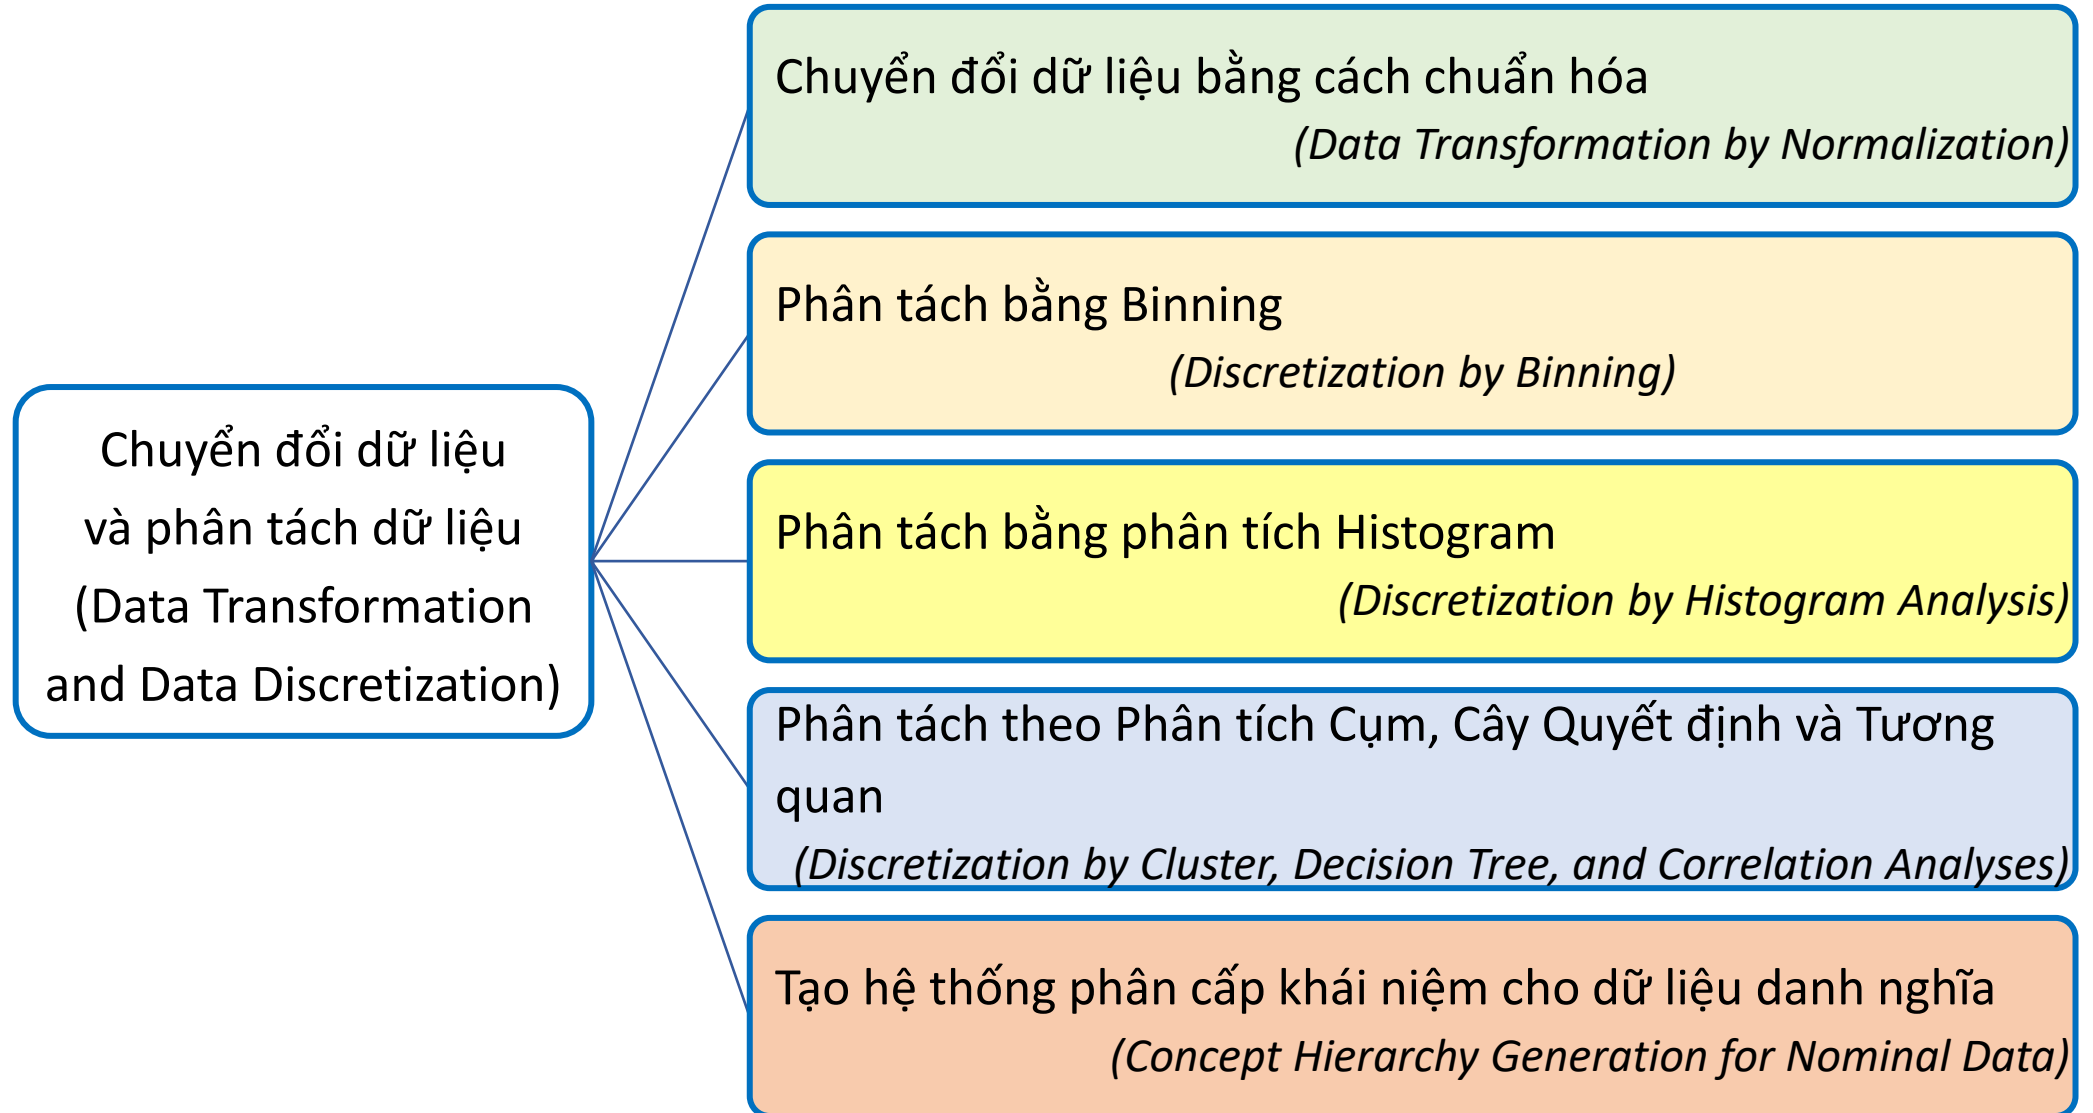 Chuyển đổi dữ liệu
và phân tách dữ liệu
(Data Transformation
and Data Discretization)
Chuyển đổi dữ liệu bằng cách chuẩn hóa
(Data Transformation by Normalization)
Phân tách bằng Binning
(Discretization by Binning)
Phân tách bằng phân tích Histogram
(Discretization by Histogram Analysis)
Phân tách theo Phân tích Cụm, Cây Quyết định và Tương
quan
(Discretization by Cluster, Decision Tree, and Correlation Analyses)
Tạo hệ thống phân cấp khái niệm cho dữ liệu danh nghĩa
(Concept Hierarchy Generation for Nominal Data)